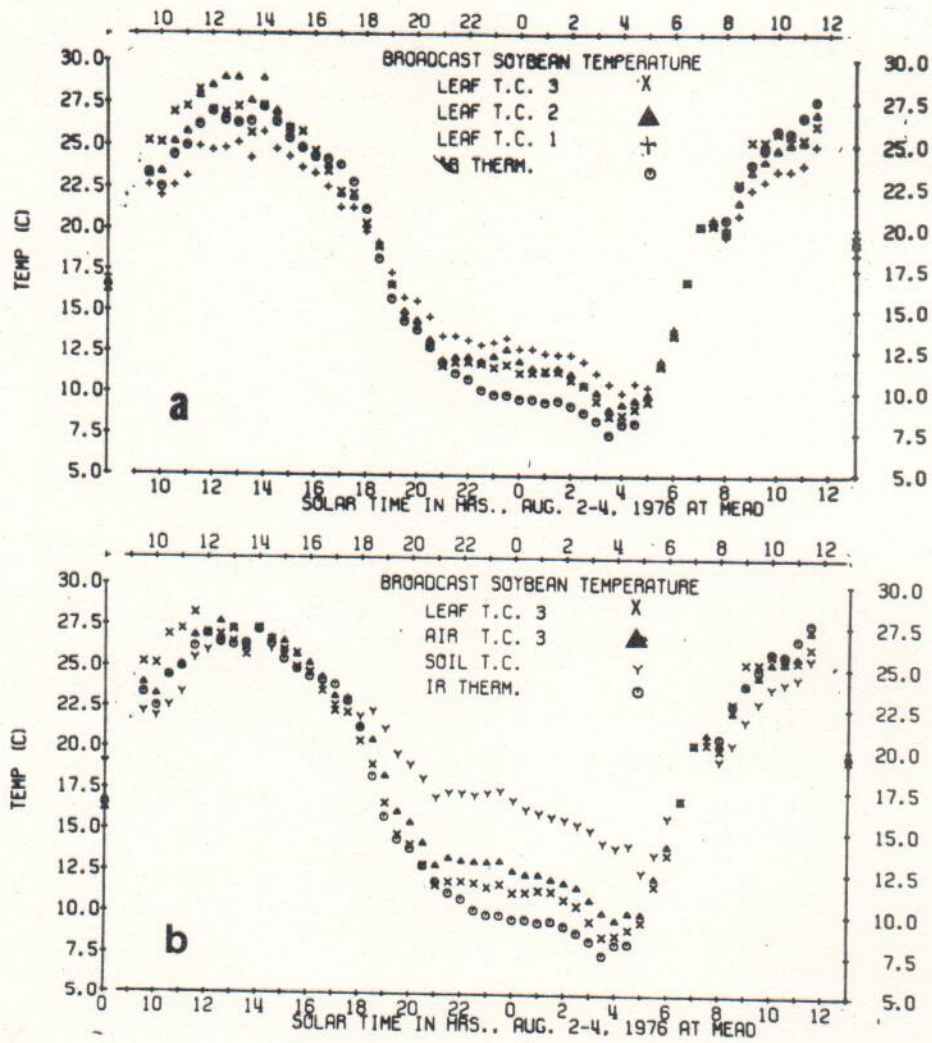 10 12 14 16 18 20 22 0 2 4 6 8 10 12
BROADCAST SOYBEAN TEMPERATURE
LEAF T.C. 3 X
LEAF T.C. 2 ▲
LEAF T.C. 1 +
THERM. ⊙
TEMP (C)
30.0 30.0
27.5 27.5
25.0 25.0
22.5 22.5
20.0 20.0
17.5 17.5
15.0 15.0
12.5 12.5
10.0 10.0
7.5 7.5
5.0 5.0
a
10 12 14 16 18 20 22 0 2 4 6 8 10 12
SOLAR TIME IN HRS., AUG. 2-4, 1976 AT MEAD
10 12 14 16 18 20 22 0 2 4 6 8 10 12
BROADCAST SOYBEAN TEMPERATURE
LEAF T.C. 3 X
AIR T.C. 3 ▲
SOIL T.C. Y
IR THERM. ⊙
TEMP (C)
30.0 30.0
27.5 27.5
25.0 25.0
22.5 22.5
20.0 20.0
17.5 17.5
15.0 15.0
12.5 12.5
10.0 10.0
7.5 7.5
5.0 5.0
b
0 10 12 14 16 18 20 22 0 2 4 6 8 10 12
SOLAR TIME IN HRS., AUG. 2-4, 1976 AT MEAD